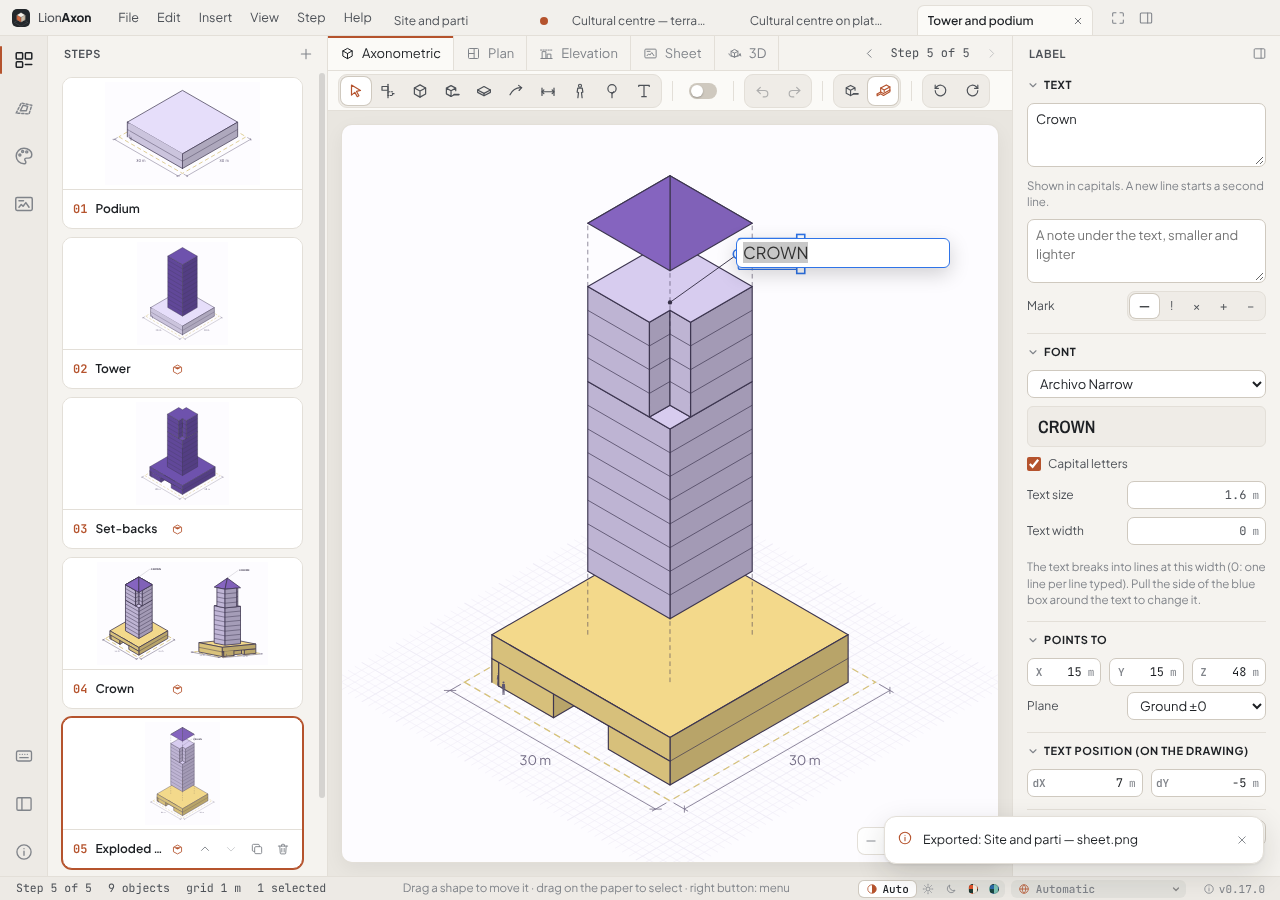 LionAxon
File
Edit
Insert
View
Step
Help
Site and parti
Cultural centre — terra…
Cultural centre on plat…
Tower and podium
STEPS
01 Podium
02 Tower
03 Set-backs
04 Crown
05 Exploded …
Axonometric
Plan
Elevation
Sheet
3D
Step 5 of 5
CROWN
30 m
30 m
LABEL
TEXT
Crown
Shown in capitals. A new line starts a second
line.
A note under the text, smaller and
lighter
Mark
— ! × + −
FONT
Archivo Narrow
CROWN
Capital letters
Text size
1.6 m
Text width
0 m
The text breaks into lines at this width (0: one
line per line typed). Pull the side of the blue
box around the text to change it.
POINTS TO
X 15 m
Y 15 m
Z 48 m
Plane
Ground ±0
TEXT POSITION (ON THE DRAWING)
dX 7 m
dY -5 m
Exported: Site and parti — sheet.png
Step 5 of 5
9 objects
grid 1 m
1 selected
Drag a shape to move it · drag on the paper to select · right button: menu
Auto
Automatic
v0.17.0